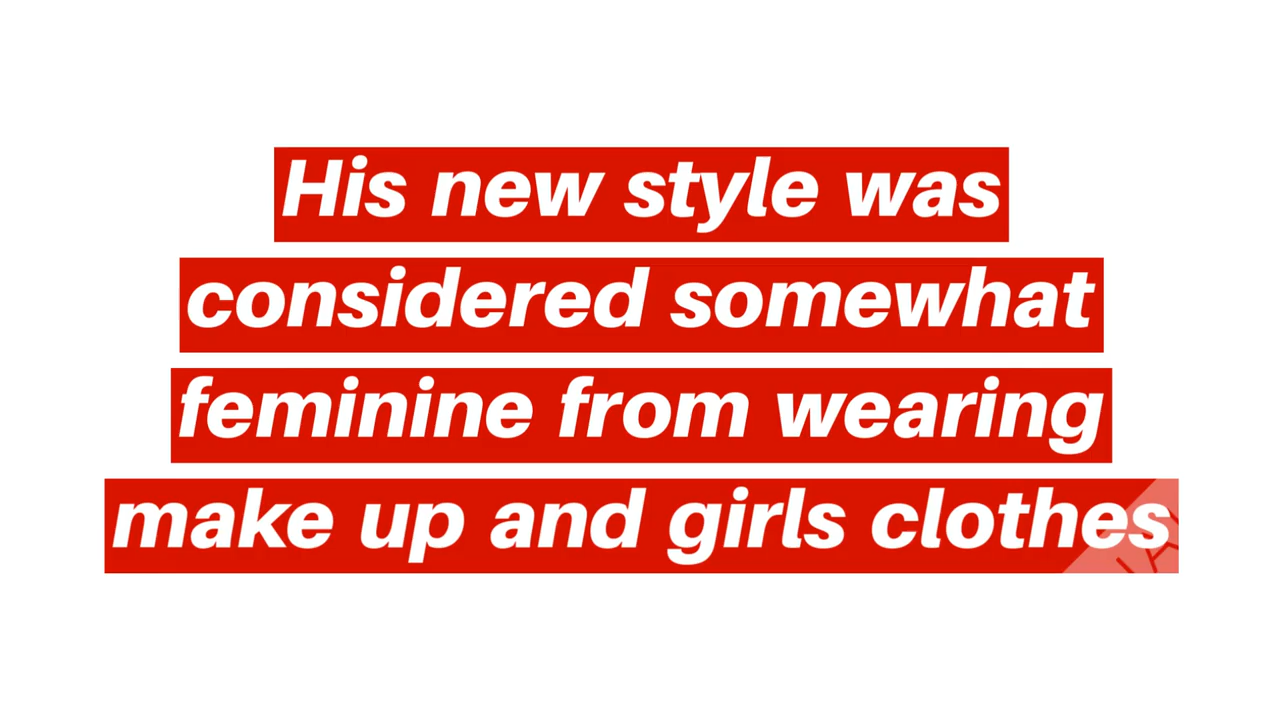 His new style was
considered somewhat
feminine from wearing
make up and girls clothes